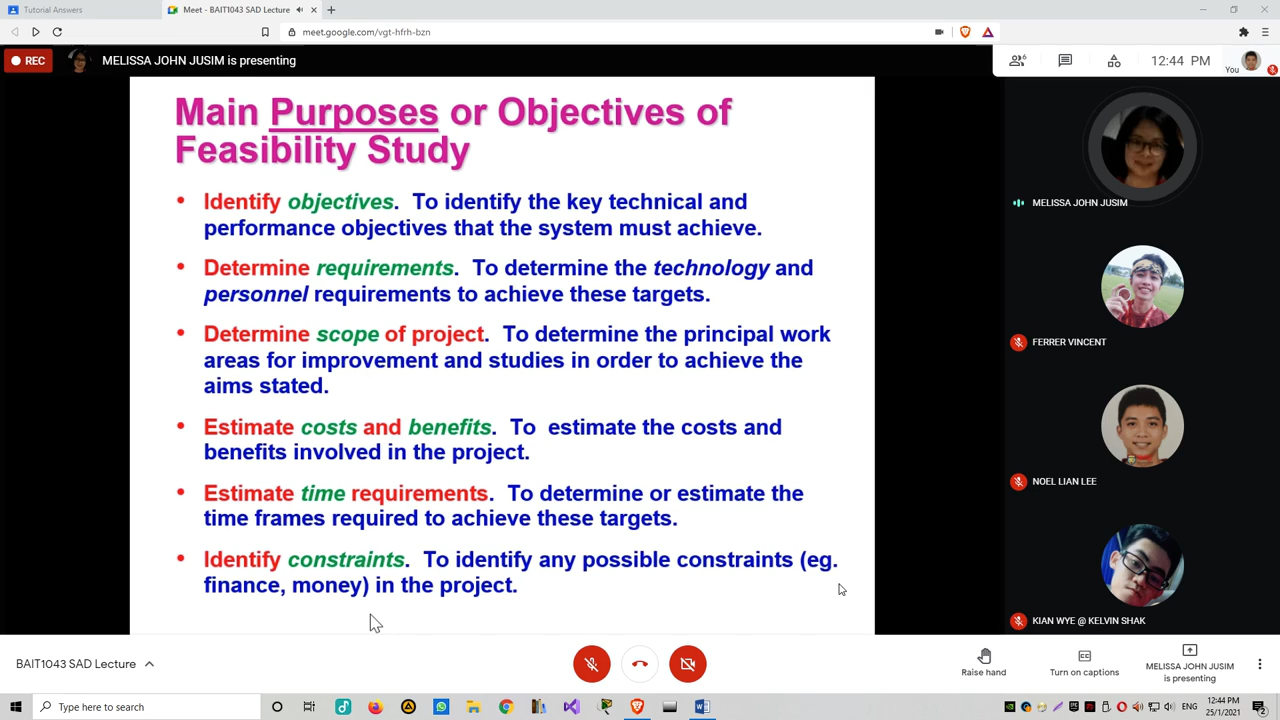 Tutorial Answers
Meet - BAIT1043 SAD Lecture
meet.google.com/vgt-hfrh-bzn
REC
MELISSA JOHN JUSIM is presenting
6
12:44 PM
You
Main Purposes or Objectives of
Feasibility Study
• Identify objectives. To identify the key technical and
performance objectives that the system must achieve.
• Determine requirements. To determine the technology and
personnel requirements to achieve these targets.
• Determine scope of project. To determine the principal work
areas for improvement and studies in order to achieve the
aims stated.
• Estimate costs and benefits. To estimate the costs and
benefits involved in the project.
• Estimate time requirements. To determine or estimate the
time frames required to achieve these targets.
• Identify constraints. To identify any possible constraints (eg.
finance, money) in the project.
MELISSA JOHN JUSIM
FERRER VINCENT
NOEL LIAN LEE
KIAN WYE @ KELVIN SHAK
BAIT1043 SAD Lecture
Raise hand
Turn on captions
MELISSA JOHN JUSIM
is presenting
Type here to search
ENG
12:44 PM
25/1/2021
2